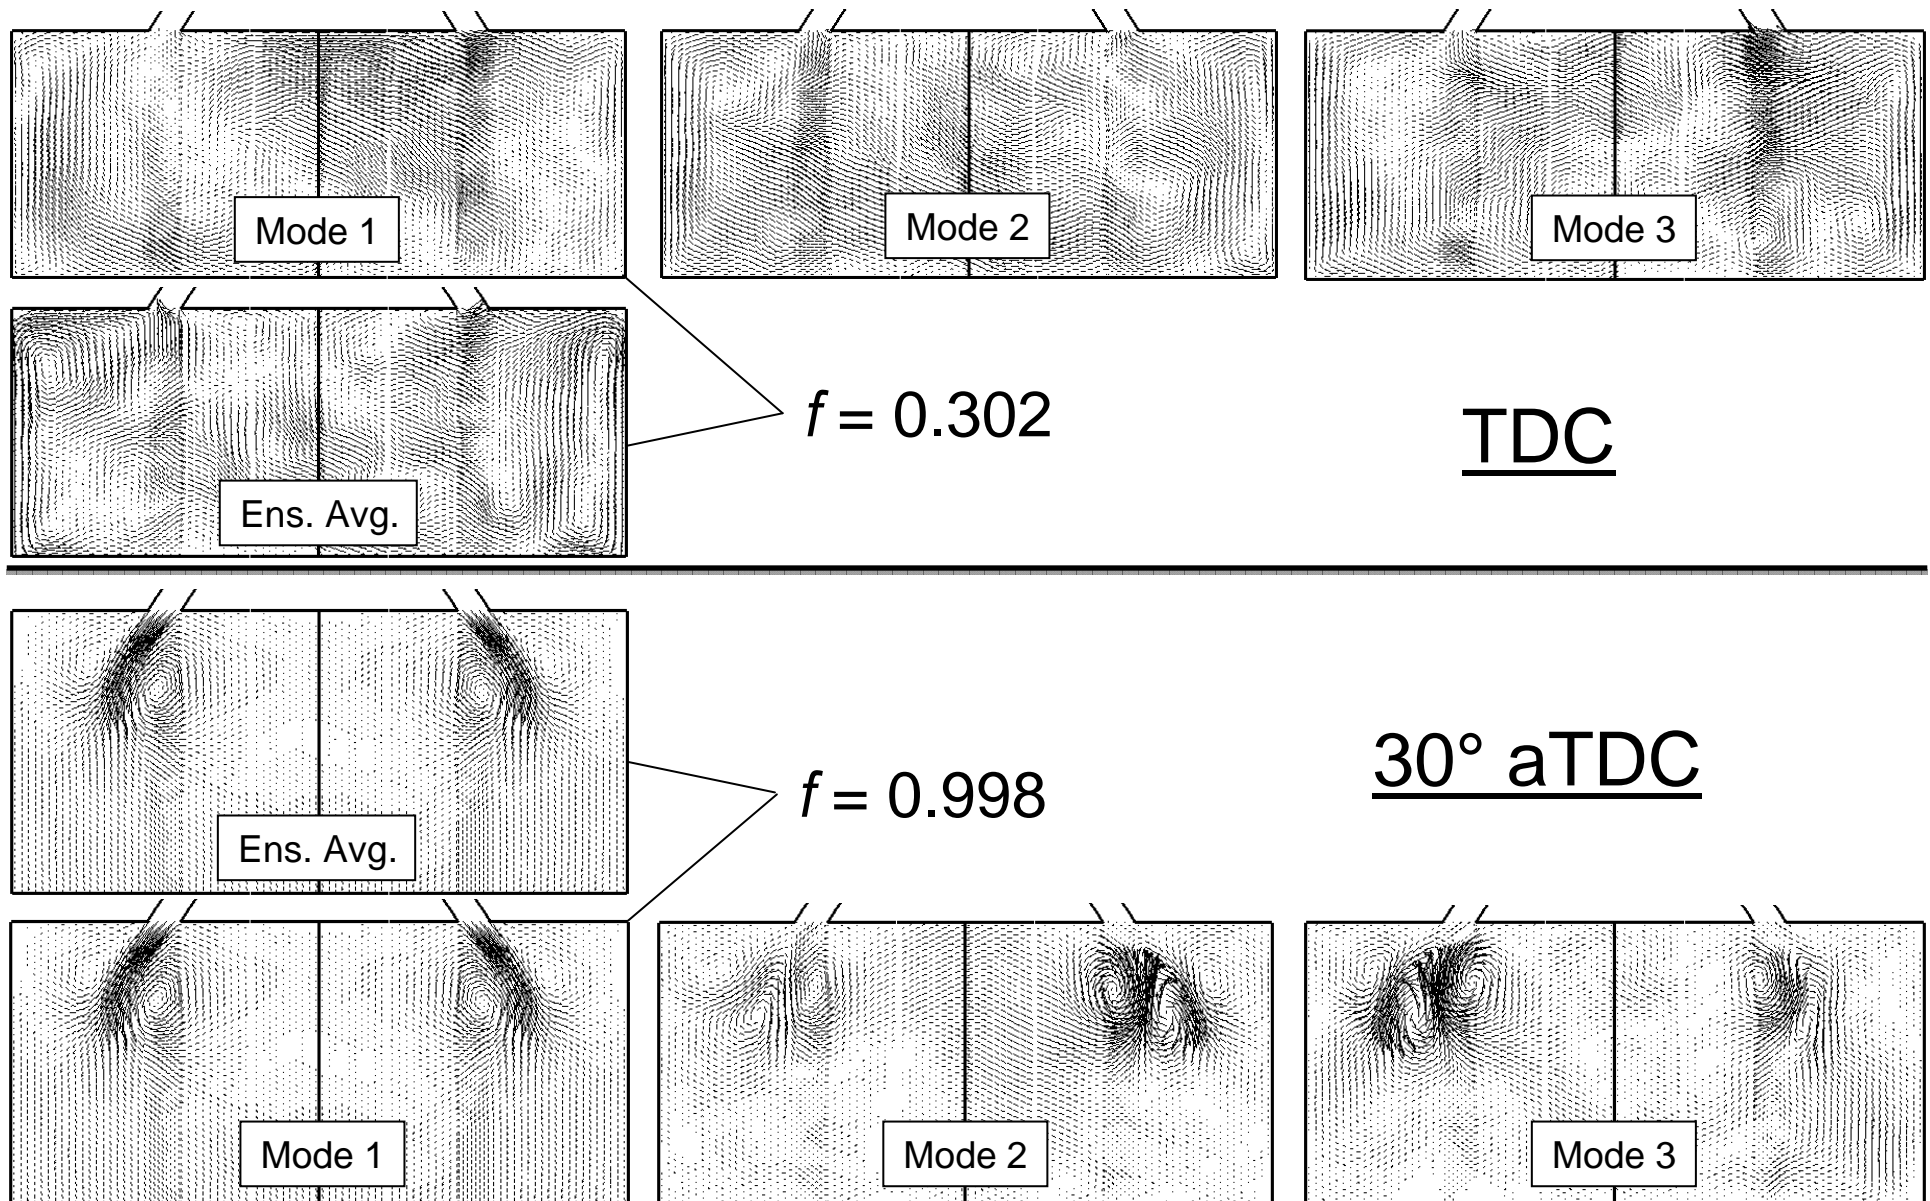 Mode 1
Mode 2
Mode 3
Ens. Avg.
f = 0.302
TDC
Ens. Avg.
f = 0.998
30° aTDC
Mode 1
Mode 2
Mode 3